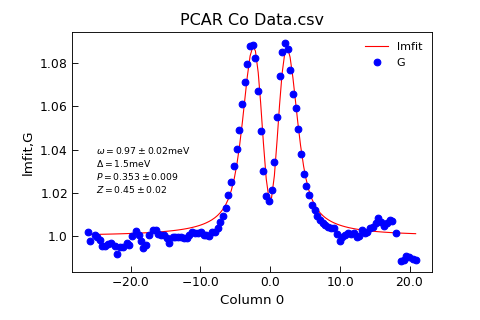 PCAR Co Data.csv
lmfit,G
1.08
1.06
1.04
1.02
1.0
lmfit
G
ω = 0.97 ± 0.02meV
Δ = 1.5meV
P = 0.353 ± 0.009
Z = 0.45 ± 0.02
−20.0 −10.0 0.0 10.0 20.0
Column 0